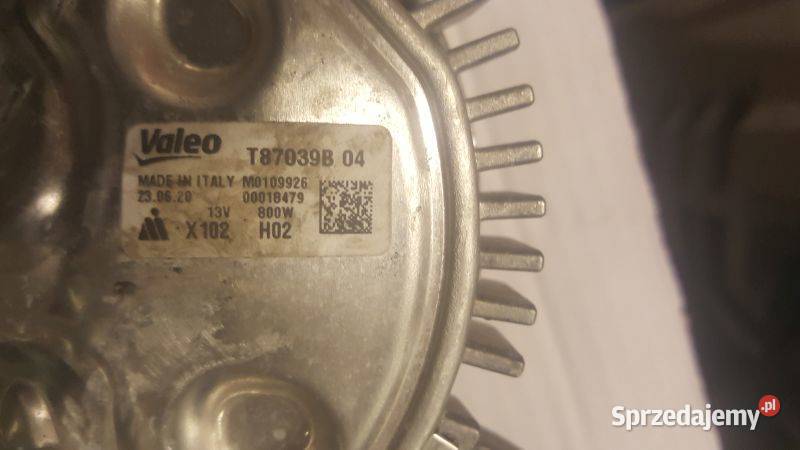 Valeo T87039B 04
MADE IN ITALY M0109926
23.06.20 00018479
13V 800W
X102 H02
Sprzedajemy.pl